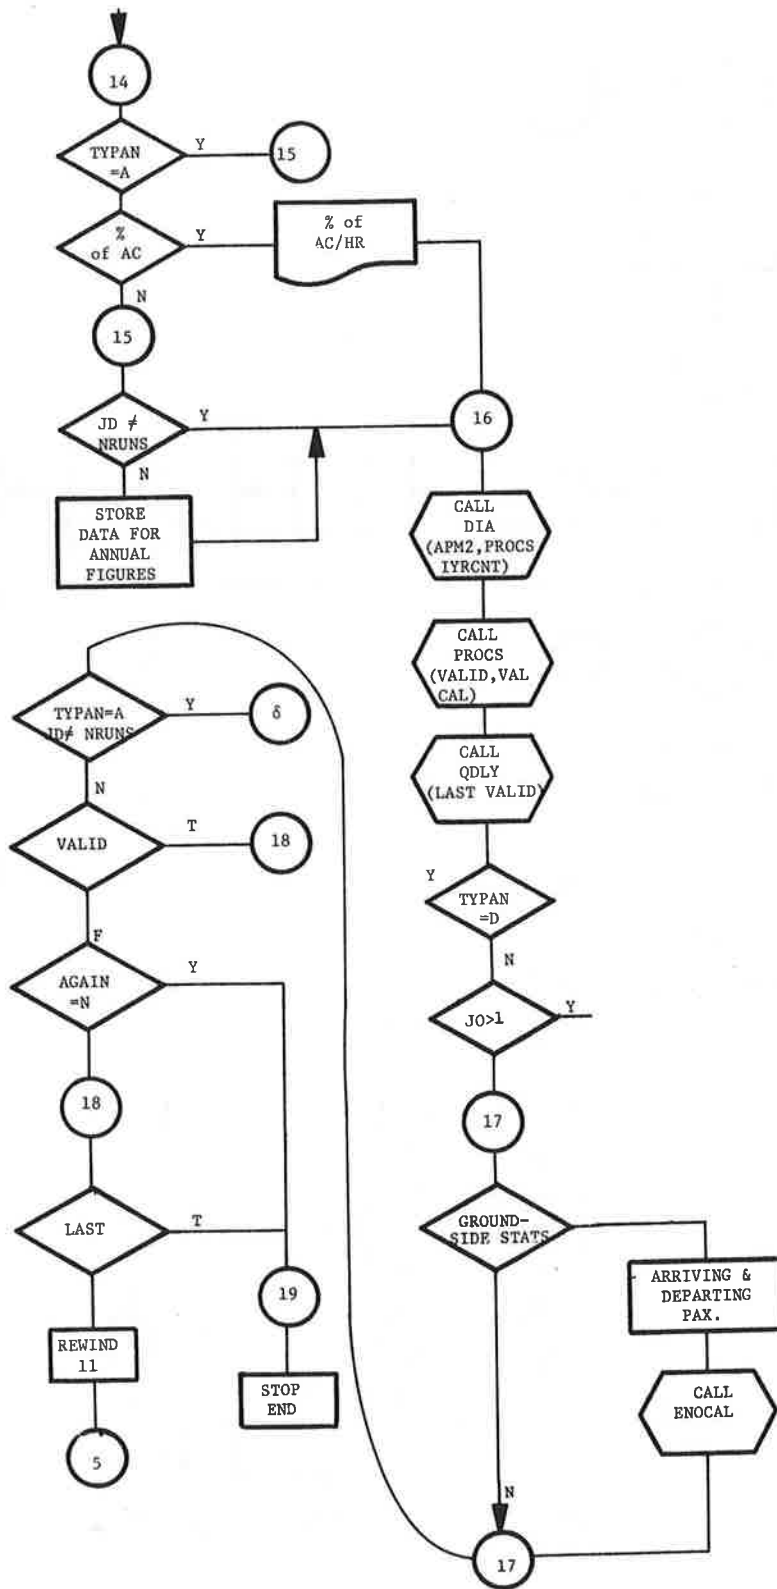 14
TYPAN
=A
Y
15
%
of AC
Y
% of
AC/HR
N
15
JD ≠
NRUNS
Y
16
N
STORE
DATA FOR
ANNUAL
FIGURES
CALL
DIA
(APM2,PROCS
IYRCNT)
CALL
PROCS
(VALID,VAL
CAL)
CALL
QDLY
(LAST VALID)
Y
TYPAN
=D
N
JO>1
Y
17
GROUND-
SIDE STATS
ARRIVING &
DEPARTING
PAX.
CALL
ENOCAL
N
17
TYPAN=A
JD≠ NRUNS
Y
δ
N
VALID
T
18
F
AGAIN
=N
Y
18
LAST
T
19
REWIND
11
STOP
END
5